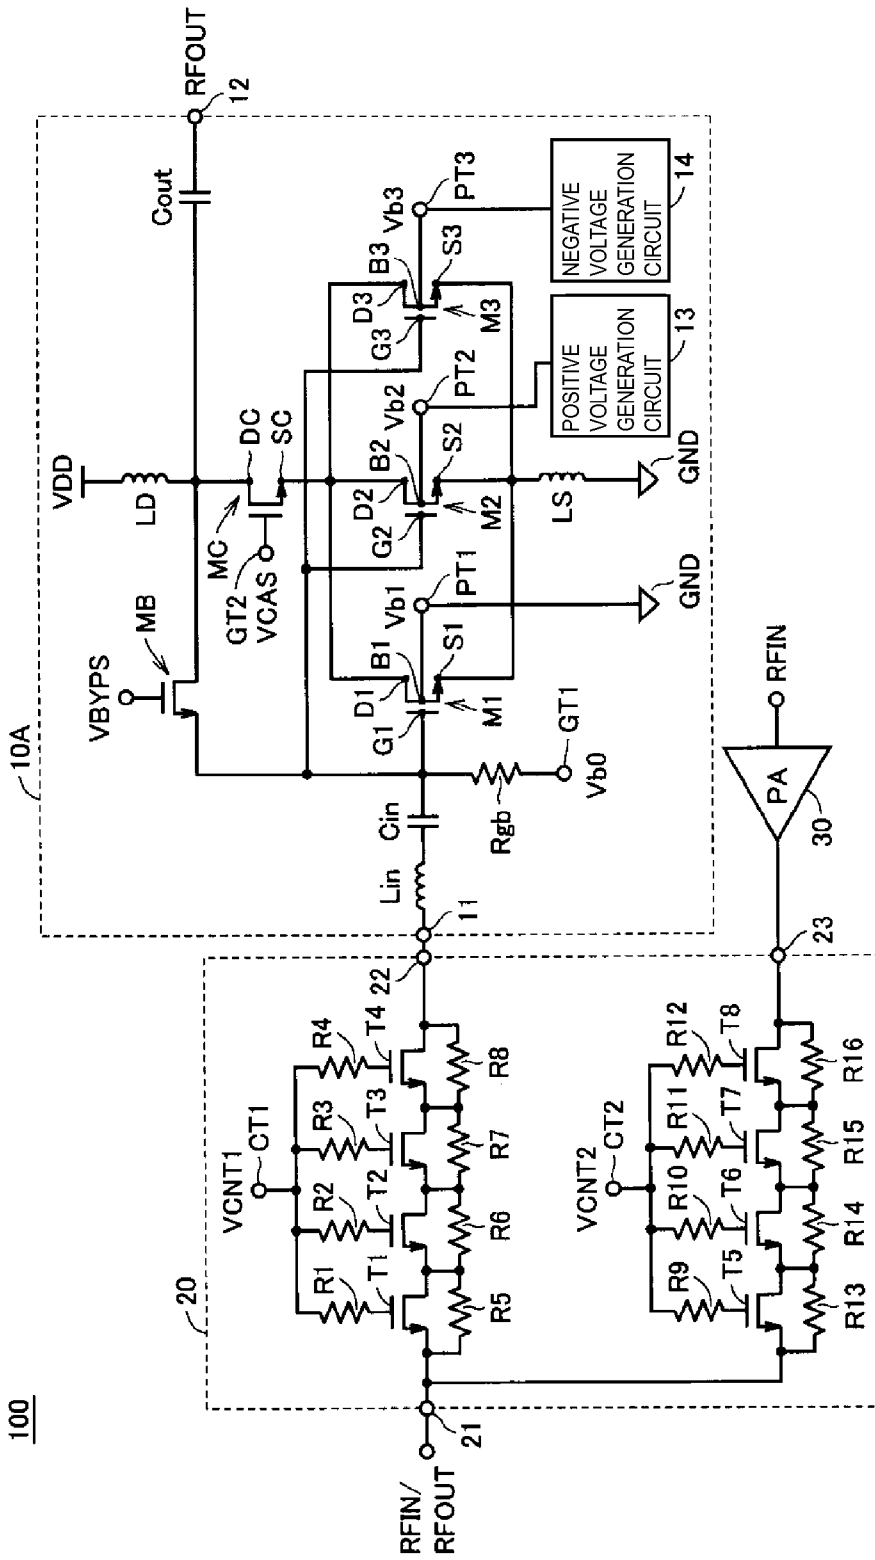 100
RFIN/
RFOUT
21
20
VCNT1
CT1
R1
R2
R3
R4
T1
T2
T3
T4
R5
R6
R7
R8
22
VCNT2
CT2
R9
R10
R11
R12
T5
T6
T7
T8
R13
R14
R15
R16
23
PA
30
RFIN
10A
11
Lin
Cin
Rgb
Vb0
GT1
VBYPS
MB
VDD
LD
MC
DC
SC
GT2
VCAS
Cout
12
RFOUT
D1
G1
B1
S1
M1
Vb1
PT1
GND
D2
G2
B2
S2
M2
Vb2
PT2
LS
GND
D3
G3
B3
S3
M3
Vb3
PT3
POSITIVE
VOLTAGE
GENERATION
CIRCUIT
13
NEGATIVE
VOLTAGE
GENERATION
CIRCUIT
14